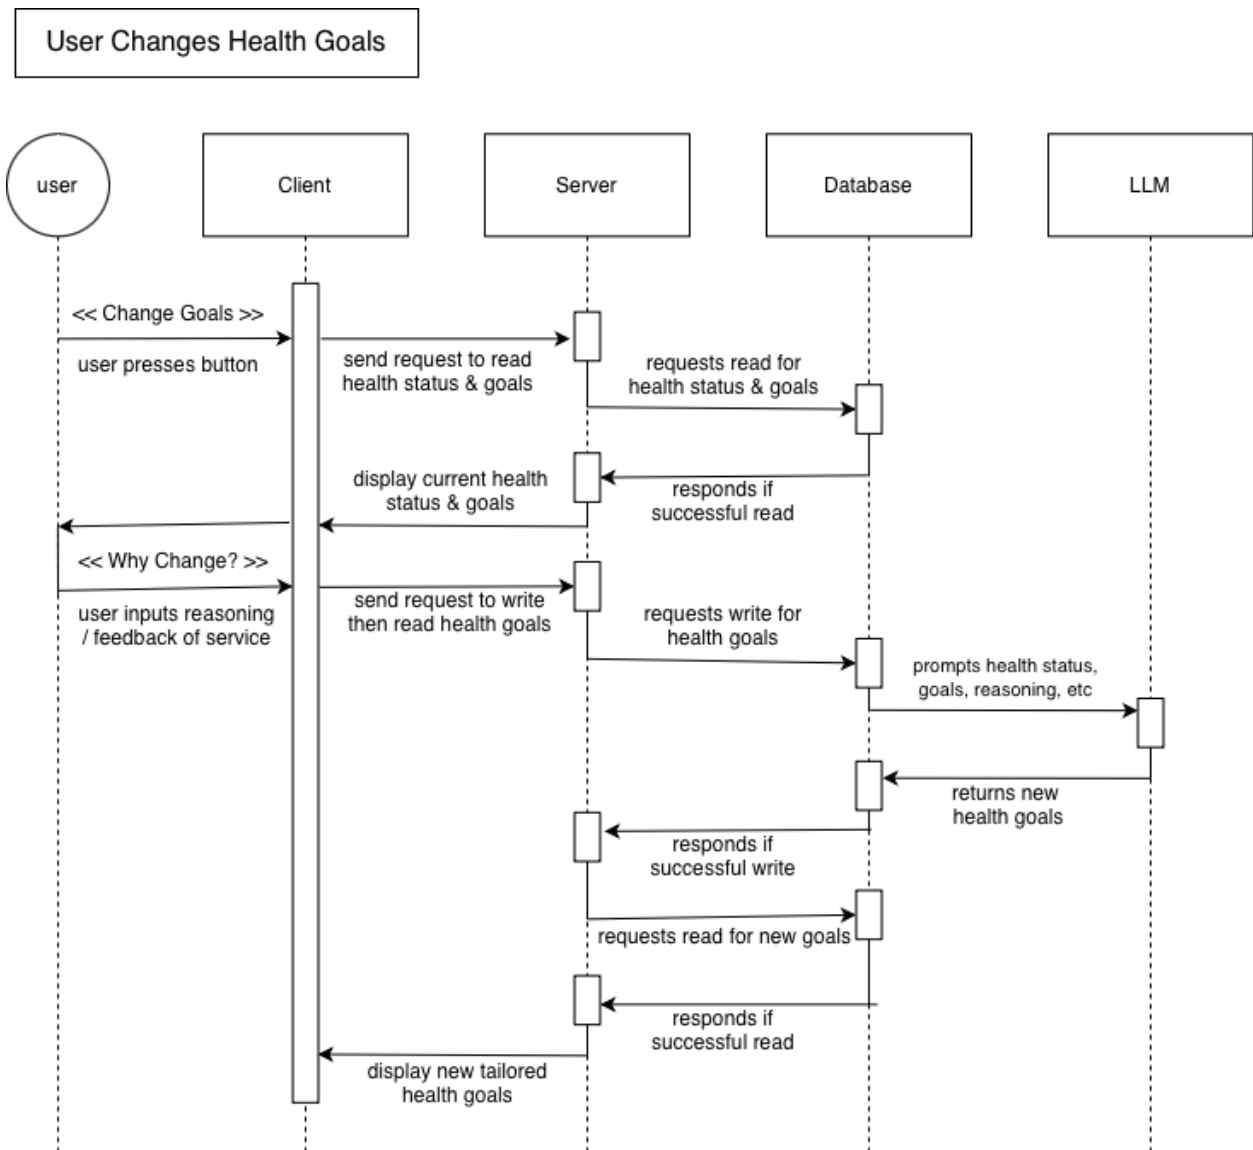 User Changes Health Goals
user
Client
Server
Database
LLM
<< Change Goals >>
user presses button
send request to read
health status & goals
requests read for
health status & goals
display current health
status & goals
responds if
successful read
<< Why Change? >>
user inputs reasoning
/ feedback of service
send request to write
then read health goals
requests write for
health goals
prompts health status,
goals, reasoning, etc
returns new
health goals
responds if
successful write
requests read for new goals
responds if
successful read
display new tailored
health goals